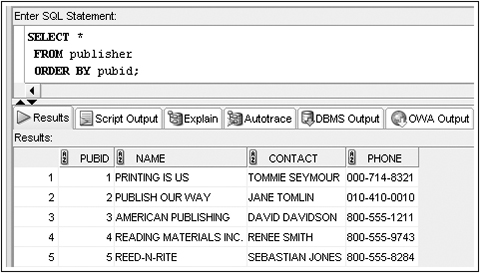 Enter SQL Statement:
SELECT *
FROM publisher
ORDER BY pubid;
Results Script Output Explain Autotrace DBMS Output OWA Output
Results:
PUBID NAME CONTACT PHONE
1 1 PRINTING IS US TOMMIE SEYMOUR 000-714-8321
2 2 PUBLISH OUR WAY JANE TOMLIN 010-410-0010
3 3 AMERICAN PUBLISHING DAVID DAVIDSON 800-555-1211
4 4 READING MATERIALS INC. RENEE SMITH 800-555-9743
5 5 REED-N-RITE SEBASTIAN JONES 800-555-8284